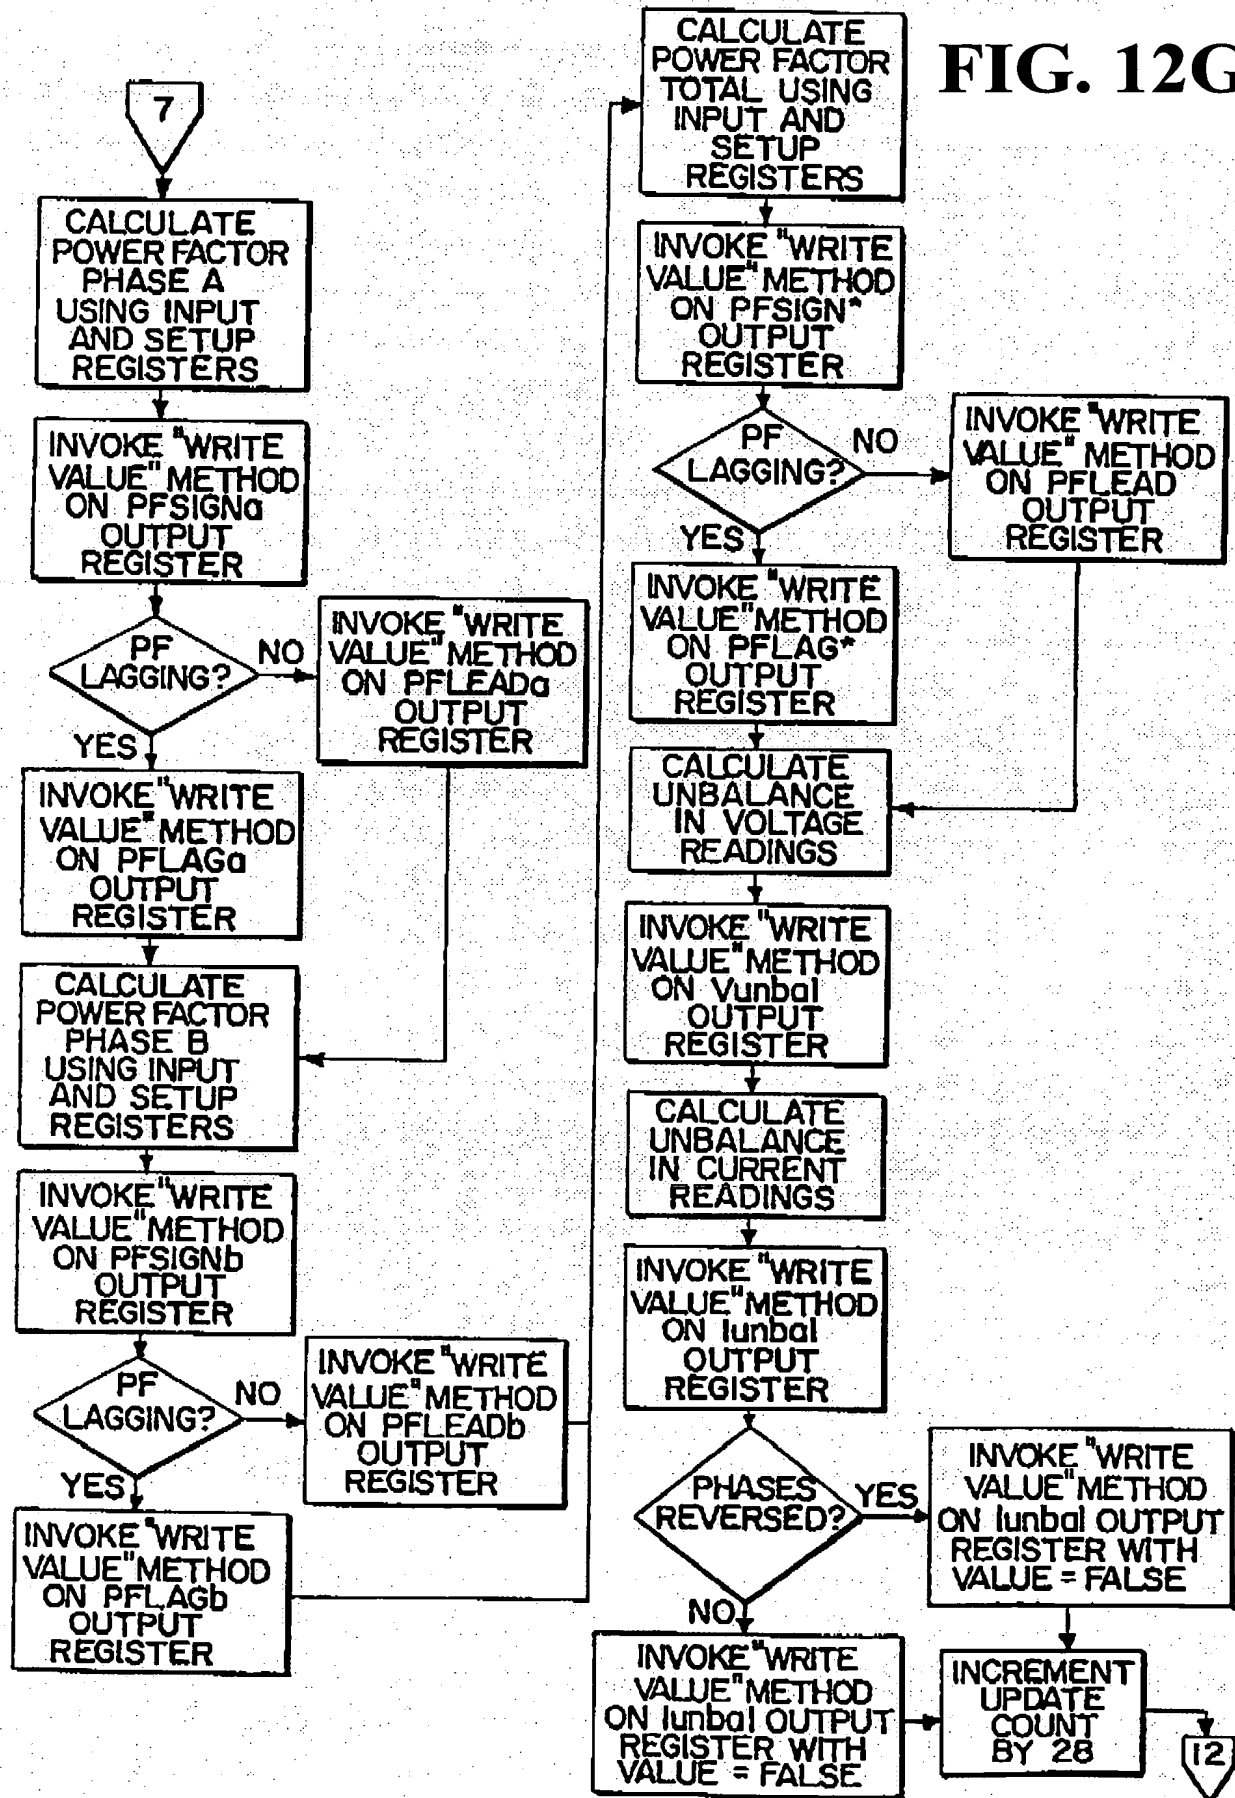 FIG. 12G
7
CALCULATE
POWER FACTOR
PHASE A
USING INPUT
AND SETUP
REGISTERS
INVOKE "WRITE
VALUE" METHOD
ON PFSIGNa
OUTPUT
REGISTER
PF
LAGGING?
NO
YES
INVOKE "WRITE
VALUE" METHOD
ON PFLEADa
OUTPUT
REGISTER
INVOKE "WRITE
VALUE" METHOD
ON PFLAGa
OUTPUT
REGISTER
CALCULATE
POWER FACTOR
PHASE B
USING INPUT
AND SETUP
REGISTERS
INVOKE "WRITE
VALUE" METHOD
ON PFSIGNb
OUTPUT
REGISTER
PF
LAGGING?
NO
YES
INVOKE "WRITE
VALUE" METHOD
ON PFLEADb
OUTPUT
REGISTER
INVOKE "WRITE
VALUE" METHOD
ON PFLAGb
OUTPUT
REGISTER
CALCULATE
POWER FACTOR
TOTAL USING
INPUT AND
SETUP
REGISTERS
INVOKE "WRITE
VALUE" METHOD
ON PFSIGN*
OUTPUT
REGISTER
PF
LAGGING?
NO
YES
INVOKE "WRITE
VALUE" METHOD
ON PFLEAD
OUTPUT
REGISTER
INVOKE "WRITE
VALUE" METHOD
ON PFLAG*
OUTPUT
REGISTER
CALCULATE
UNBALANCE
IN VOLTAGE
READINGS
INVOKE "WRITE
VALUE" METHOD
ON Vunbal
OUTPUT
REGISTER
CALCULATE
UNBALANCE
IN CURRENT
READINGS
INVOKE "WRITE
VALUE" METHOD
ON Iunbal
OUTPUT
REGISTER
PHASES
REVERSED?
YES
NO
INVOKE "WRITE
VALUE" METHOD
ON Iunbal OUTPUT
REGISTER WITH
VALUE = FALSE
INVOKE "WRITE
VALUE" METHOD
ON Iunbal OUTPUT
REGISTER WITH
VALUE = FALSE
INCREMENT
UPDATE
COUNT
BY 28
12